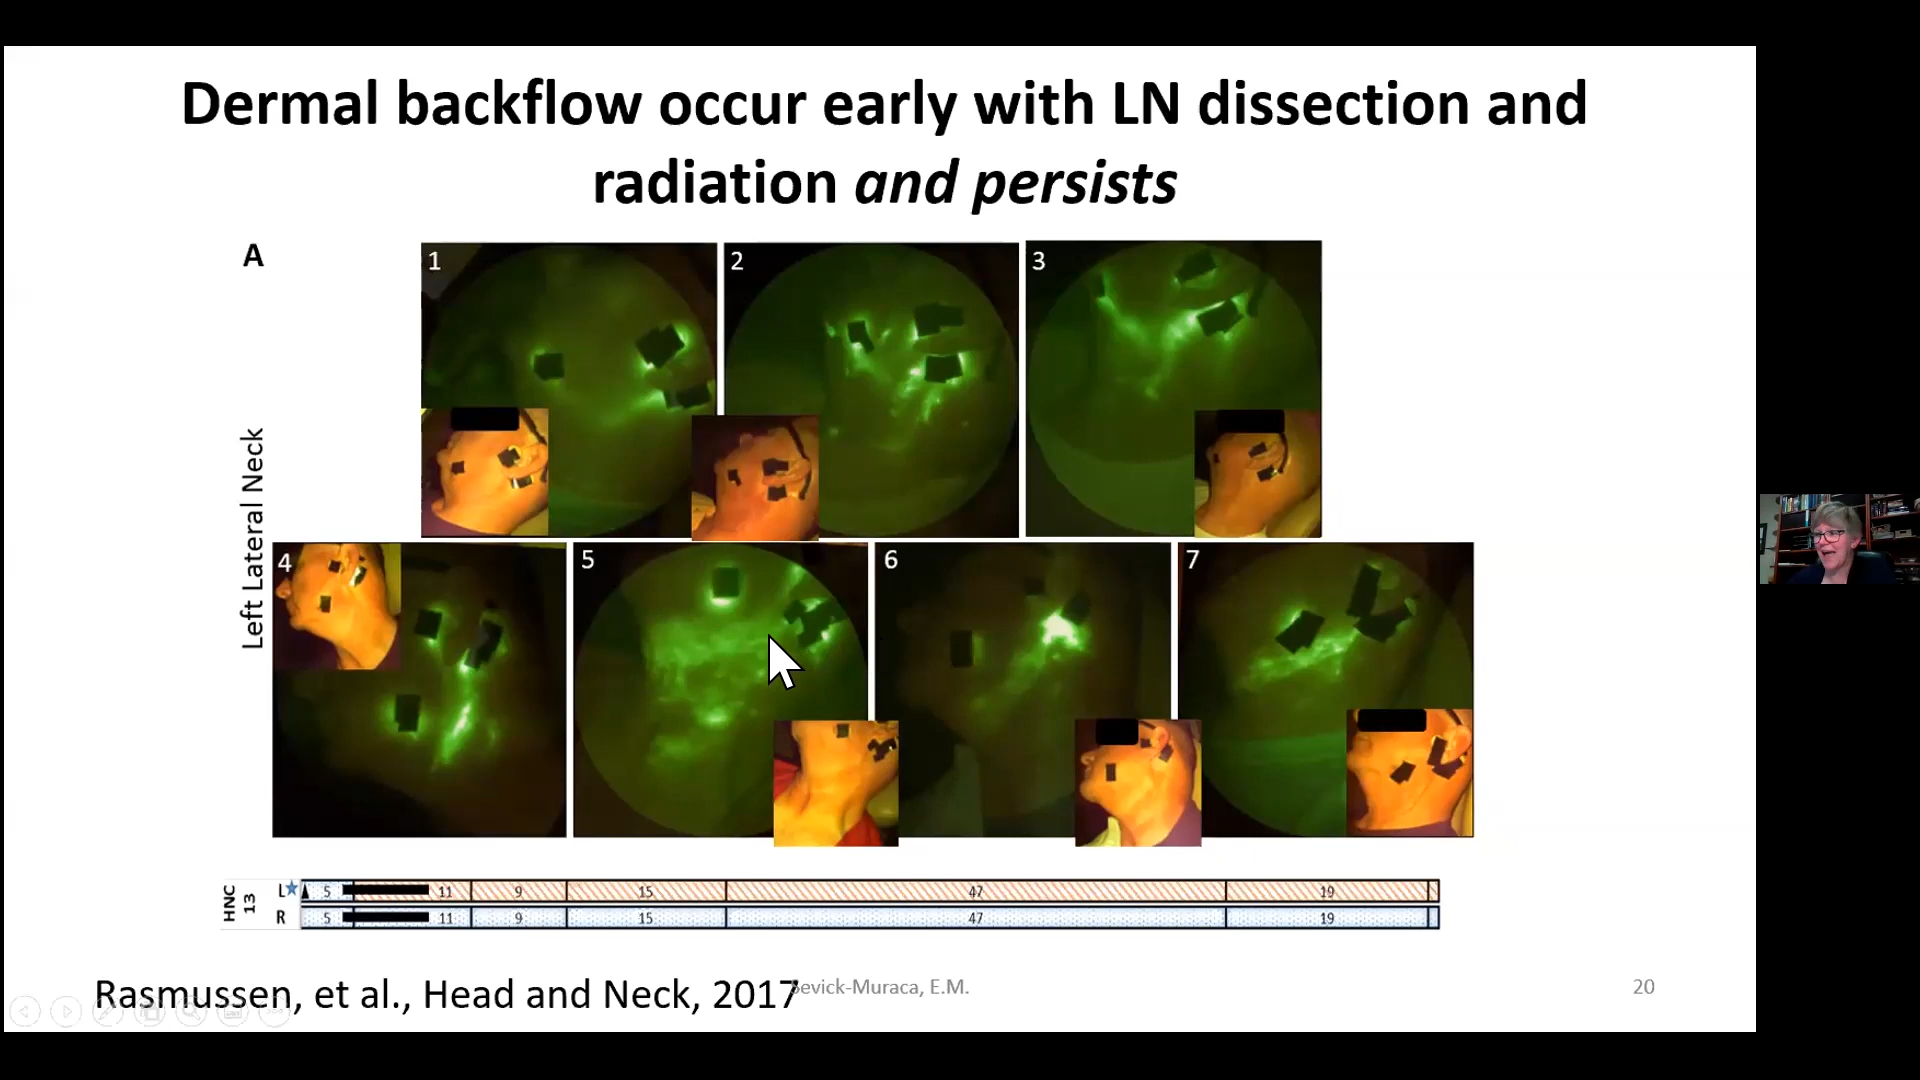 Dermal backflow occur early with LN dissection and
radiation and persists
A
1
2
3
Left Lateral Neck
4
5
6
7
HNC
13
L 5 11 9 15 47 19
R 5 11 9 15 47 19
Rasmussen, et al., Head and Neck, 2017
Sevick-Muraca, E.M.
20